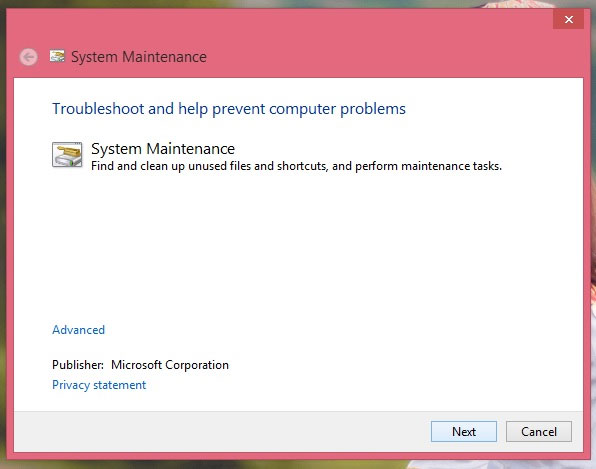 System Maintenance
Troubleshoot and help prevent computer problems
System Maintenance
Find and clean up unused files and shortcuts, and perform maintenance tasks.
Advanced
Publisher: Microsoft Corporation
Privacy statement
Next Cancel